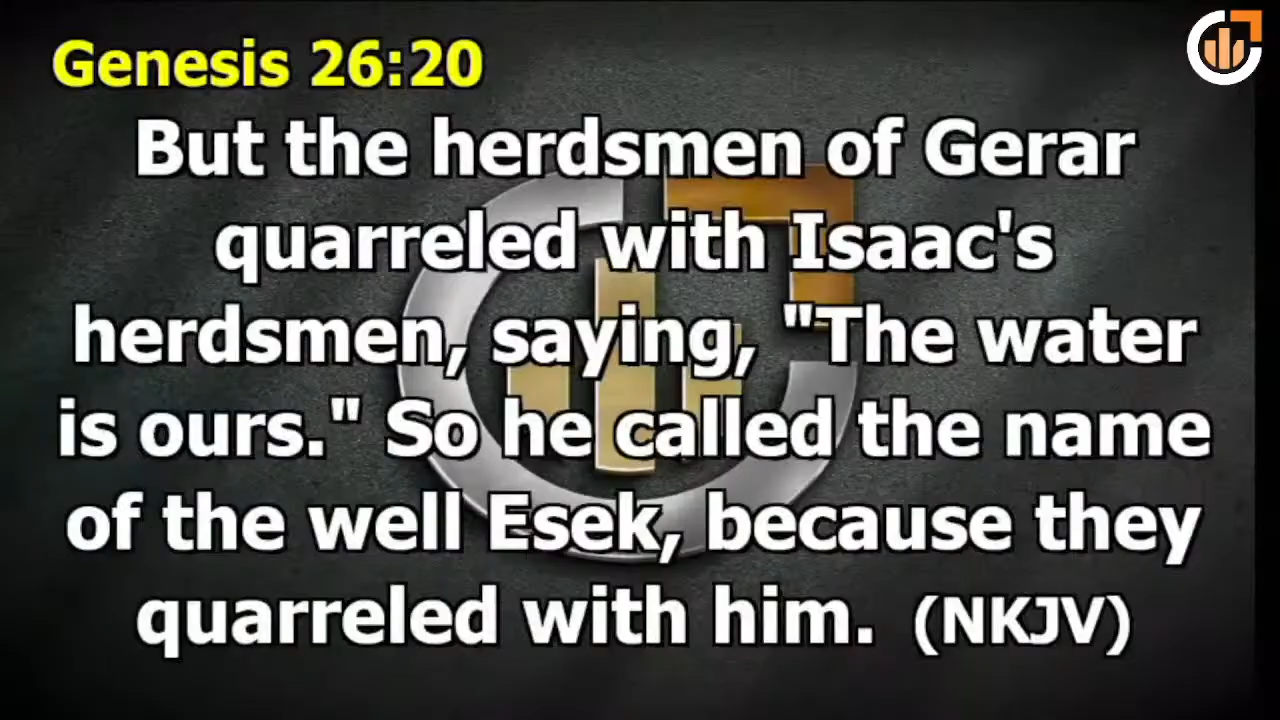 Genesis 26:20
But the herdsmen of Gerar
quarreled with Isaac's
herdsmen, saying, "The water
is ours." So he called the name
of the well Esek, because they
quarreled with him. (NKJV)